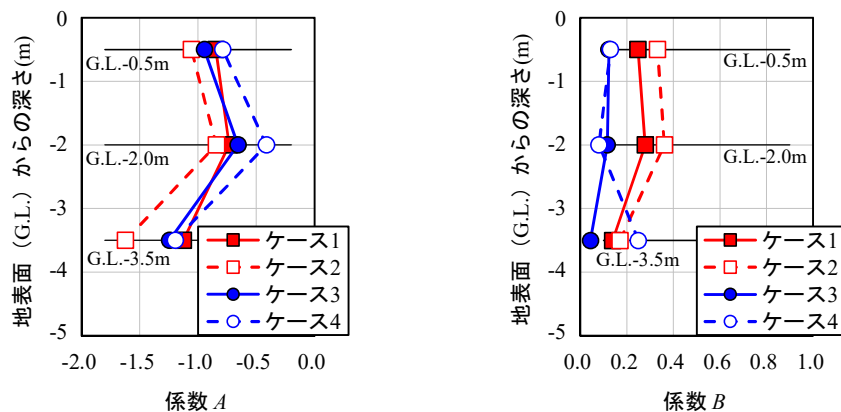 0
-1
-2
-3
-4
-5
地表面（G.L.）からの深さ(m)
G.L.-0.5m
G.L.-2.0m
G.L.-3.5m
ケース1
ケース2
ケース3
ケース4
-2.0 -1.5 -1.0 -0.5 0.0
係数 A
0
-1
-2
-3
-4
-5
地表面（G.L.）からの深さ(m)
G.L.-0.5m
G.L.-2.0m
G.L.-3.5m
ケース1
ケース2
ケース3
ケース4
0.0 0.2 0.4 0.6 0.8 1.0
係数 B